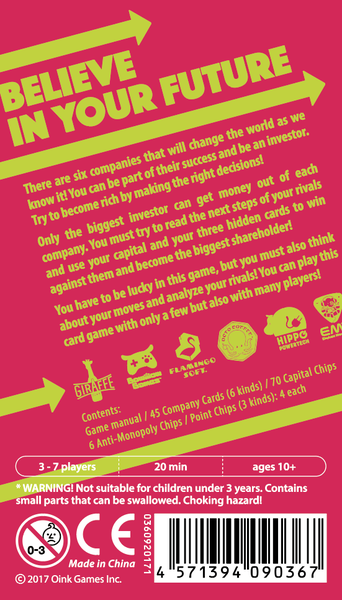 BELIEVE
IN YOUR FUTURE
There are six companies that will change the world as we
know it! You can be part of their success and be an investor.
Try to become rich by making the right decisions!
Only the biggest investor can get money out of each
company. You must try to read the next steps of your rivals
and use your capital and your three hidden cards to win
against them and become the biggest shareholder!
You have to be lucky in this game, but you must also think
about your moves and analyze your rivals! You can play this
card game with only a few but also with many players!
GIRAFFE
FLAMINGO
SOFT.
OCTO COFFEE
HIPPO
POWERTECH
EM
Contents:
Game manual / 45 Company Cards (6 kinds) / 70 Capital Chips
6 Anti-Monopoly Chips / Point Chips (3 kinds): 4 each
3 - 7 players
20 min
ages 10+
* WARNING! Not suitable for children under 3 years. Contains
small parts that can be swallowed. Choking hazard!
0-3
CE
Made in China
© 2017 Oink Games Inc.
0360920171
4 571394 090367